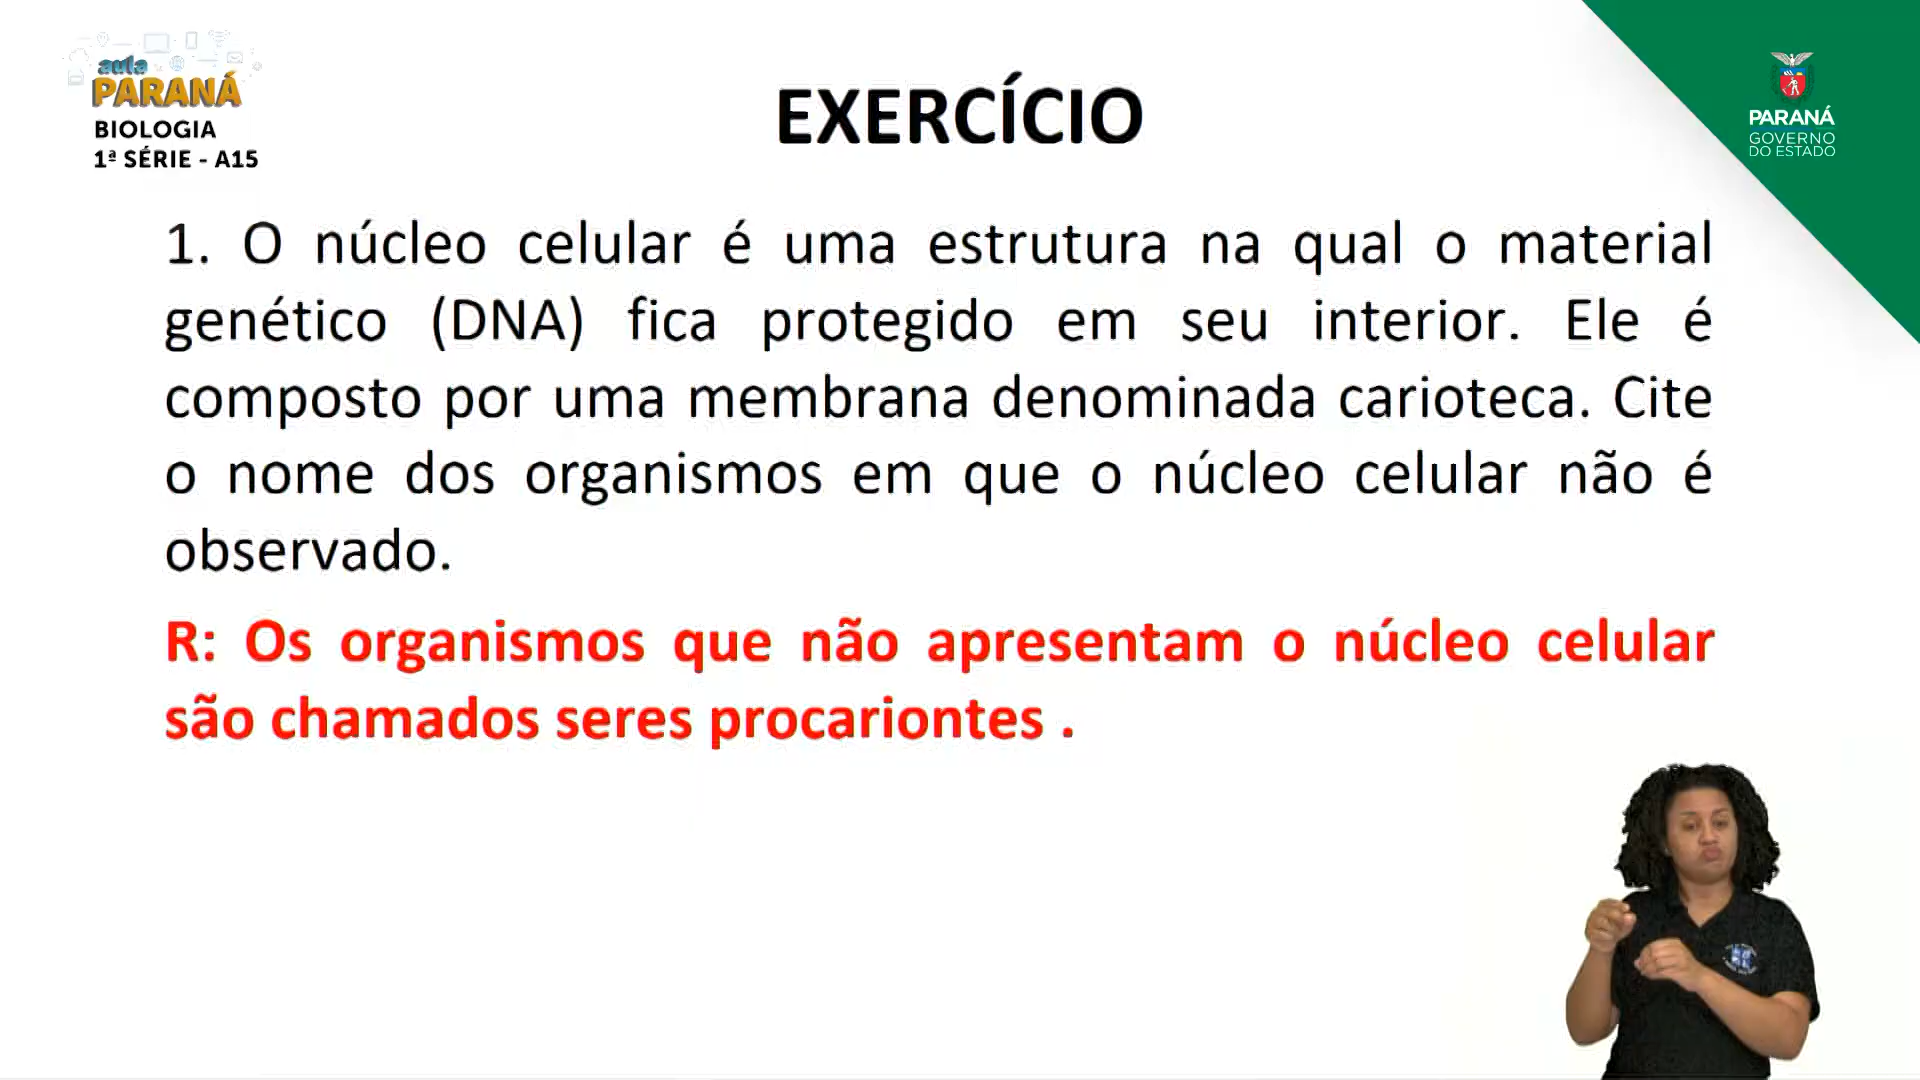 aula
PARANÁ
BIOLOGIA
1ª SÉRIE - A15
EXERCÍCIO
PARANÁ
GOVERNO
DO ESTADO
1. O núcleo celular é uma estrutura na qual o material
genético (DNA) fica protegido em seu interior. Ele é
composto por uma membrana denominada carioteca. Cite
o nome dos organismos em que o núcleo celular não é
observado.
R: Os organismos que não apresentam o núcleo celular
são chamados seres procariontes .